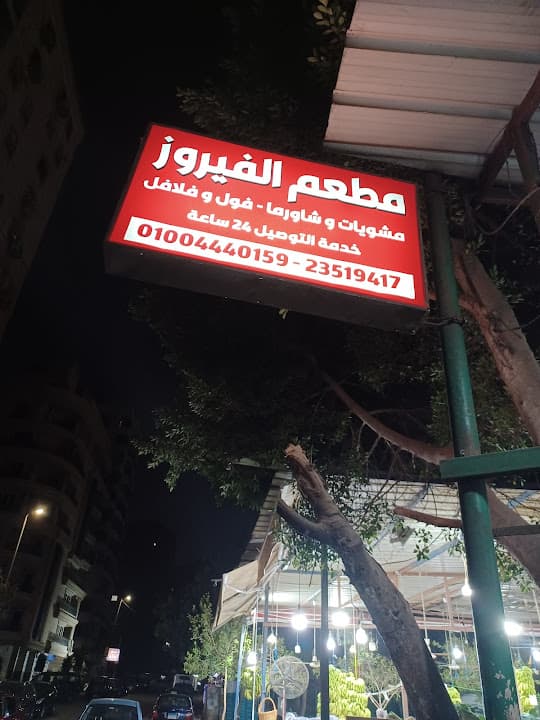 مطعم الفيروز
مشويات و شاورما - فول و فلافل
خدمة التوصيل 24 ساعة
01004440159 - 23519417